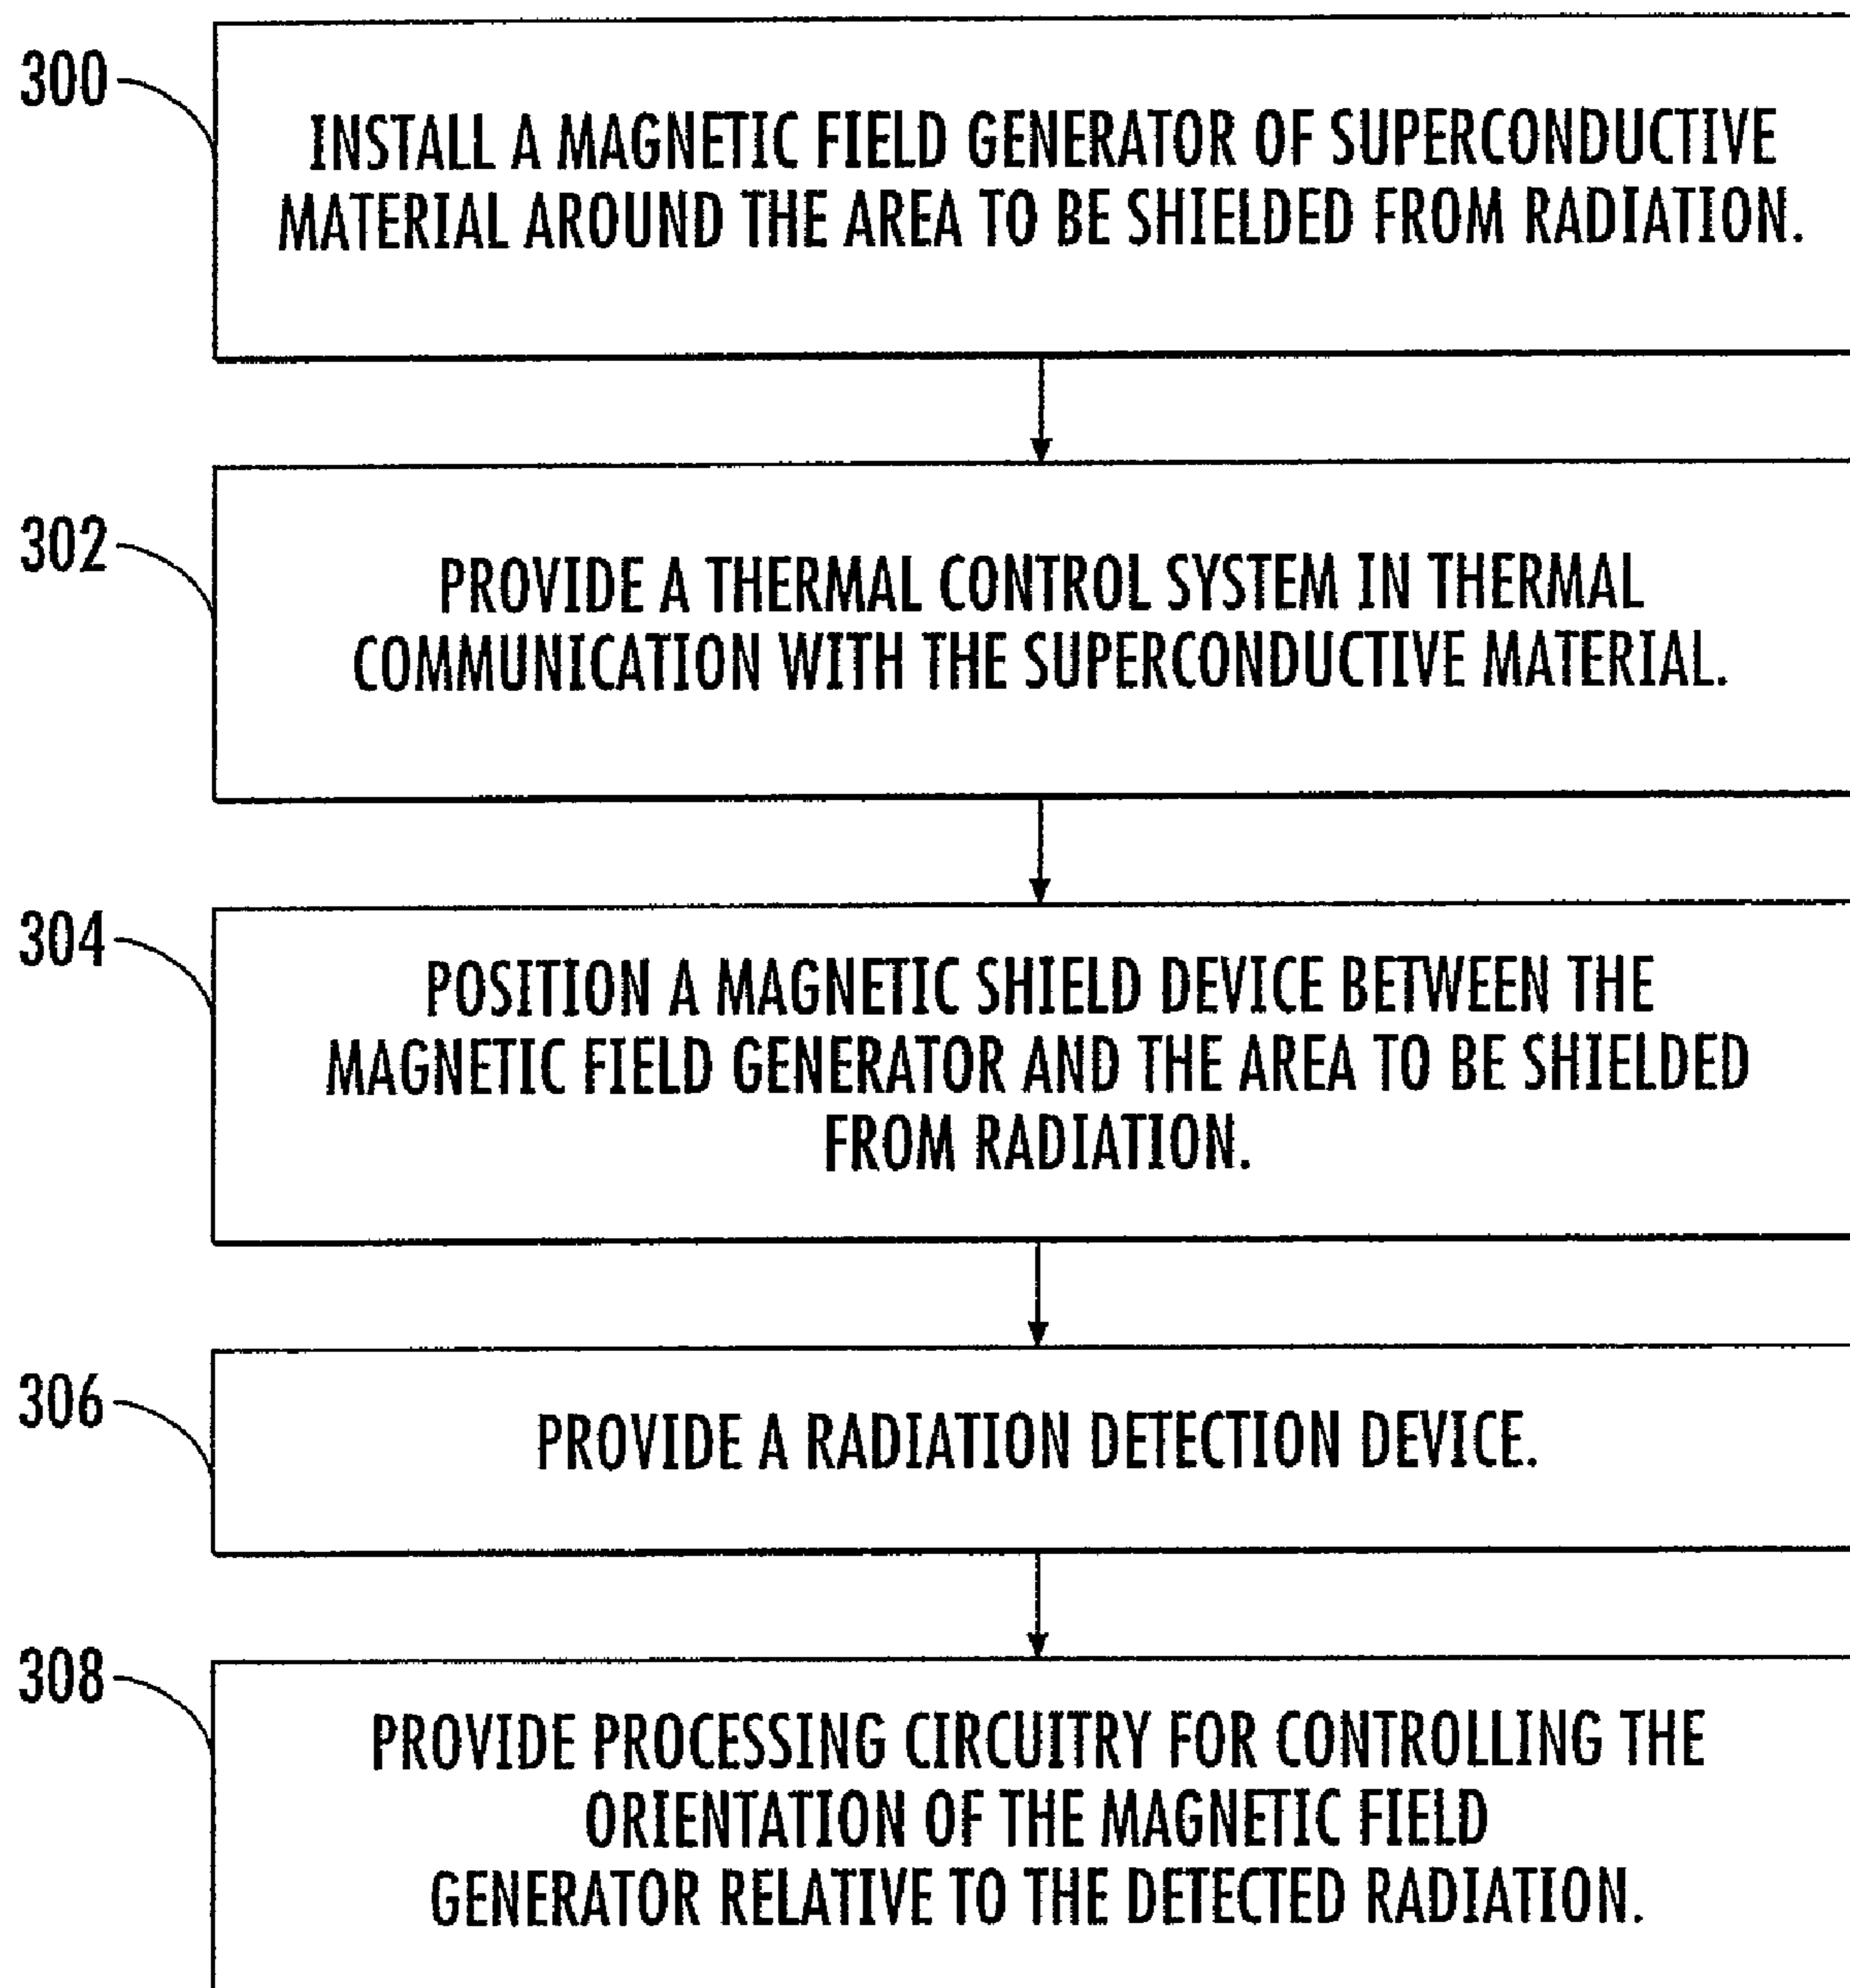 300
INSTALL A MAGNETIC FIELD GENERATOR OF SUPERCONDUCTIVE
MATERIAL AROUND THE AREA TO BE SHIELDED FROM RADIATION.
302
PROVIDE A THERMAL CONTROL SYSTEM IN THERMAL
COMMUNICATION WITH THE SUPERCONDUCTIVE MATERIAL.
304
POSITION A MAGNETIC SHIELD DEVICE BETWEEN THE
MAGNETIC FIELD GENERATOR AND THE AREA TO BE SHIELDED
FROM RADIATION.
306
PROVIDE A RADIATION DETECTION DEVICE.
308
PROVIDE PROCESSING CIRCUITRY FOR CONTROLLING THE
ORIENTATION OF THE MAGNETIC FIELD
GENERATOR RELATIVE TO THE DETECTED RADIATION.